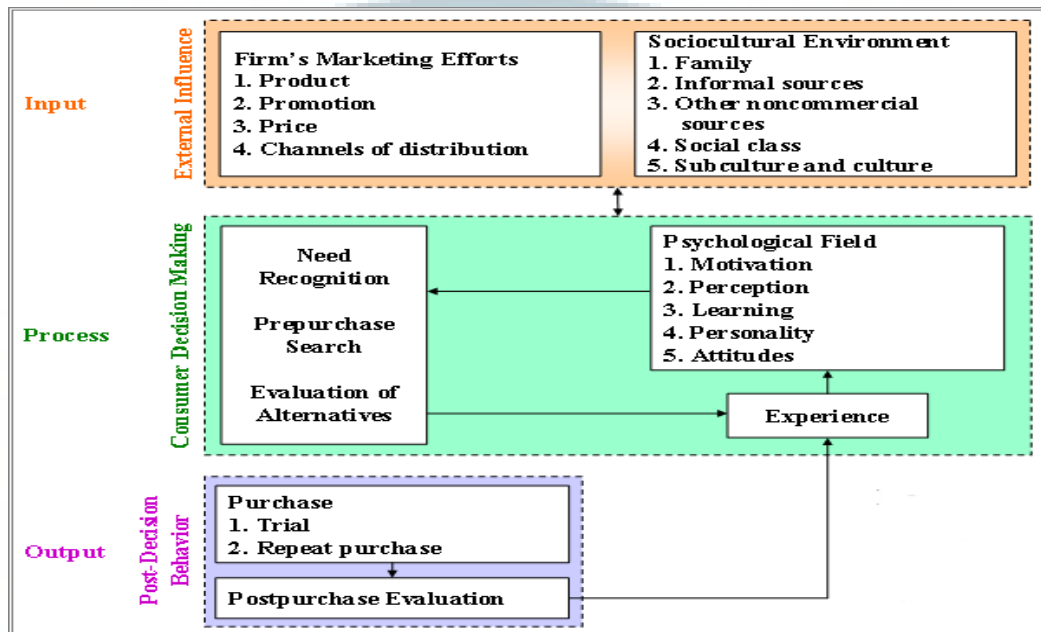 Input
External Influence
Firm's Marketing Efforts
1. Product
2. Promotion
3. Price
4. Channels of distribution
Sociocultural Environment
1. Family
2. Informal sources
3. Other noncommercial
sources
4. Social class
5. Subculture and culture
Process
Consumer Decision Making
Need
Recognition
Prepurchase
Search
Evaluation of
Alternatives
Psychological Field
1. Motivation
2. Perception
3. Learning
4. Personality
5. Attitudes
Experience
Output
Post-Decision
Behavior
Purchase
1. Trial
2. Repeat purchase
Postpurchase Evaluation